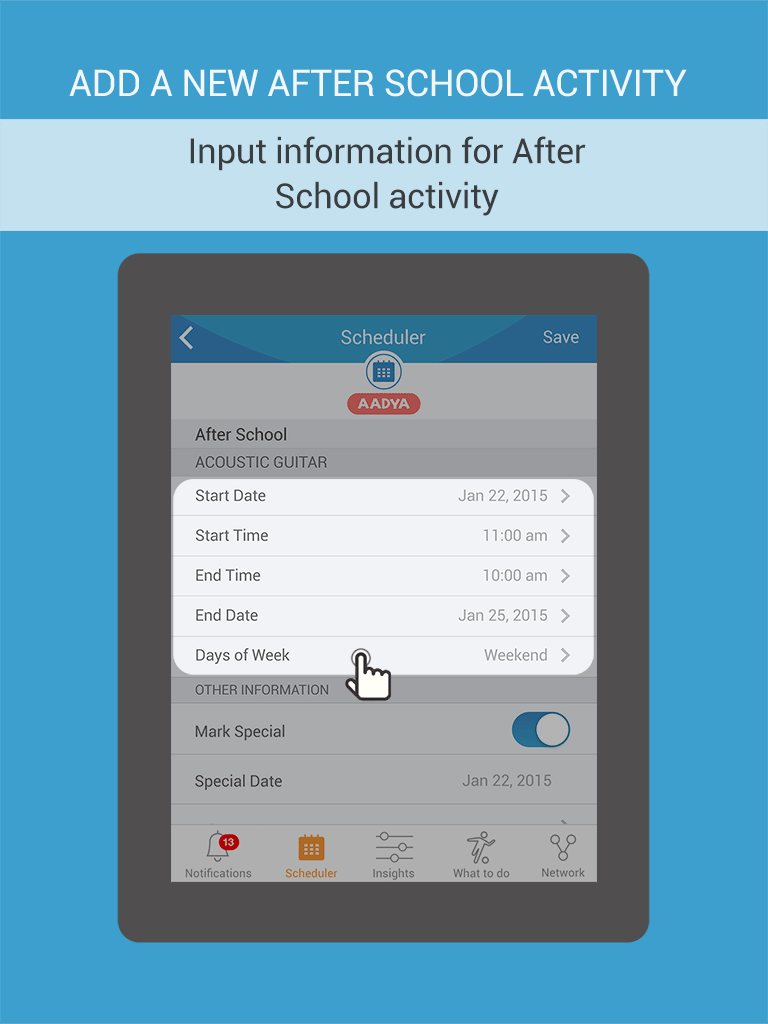 ADD A NEW AFTER SCHOOL ACTIVITY
Input information for After
School activity
Scheduler
Save
AADYA
After School
ACOUSTIC GUITAR
Start Date Jan 22, 2015
Start Time 11:00 am
End Time 10:00 am
End Date Jan 25, 2015
Days of Week Weekend
OTHER INFORMATION
Mark Special
Special Date Jan 22, 2015
13
Notifications Scheduler Insights What to do Network